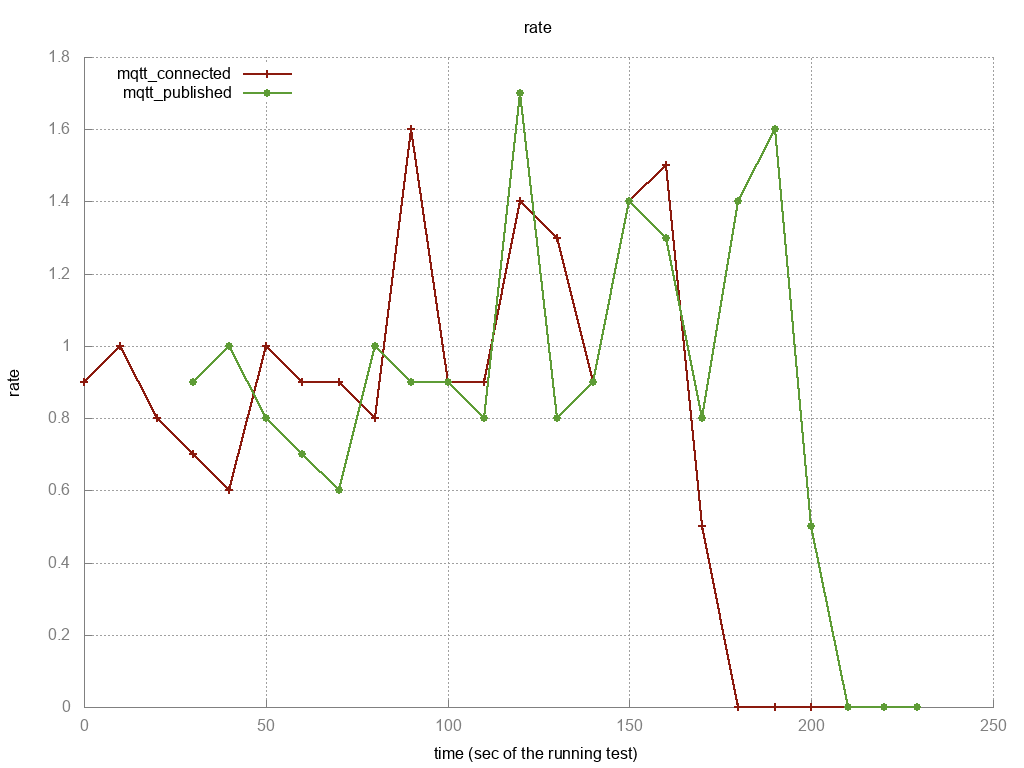 rate
mqtt_connected
mqtt_published
1.8
1.6
1.4
1.2
1
0.8
0.6
0.4
0.2
0
rate
0 50 100 150 200 250
time (sec of the running test)